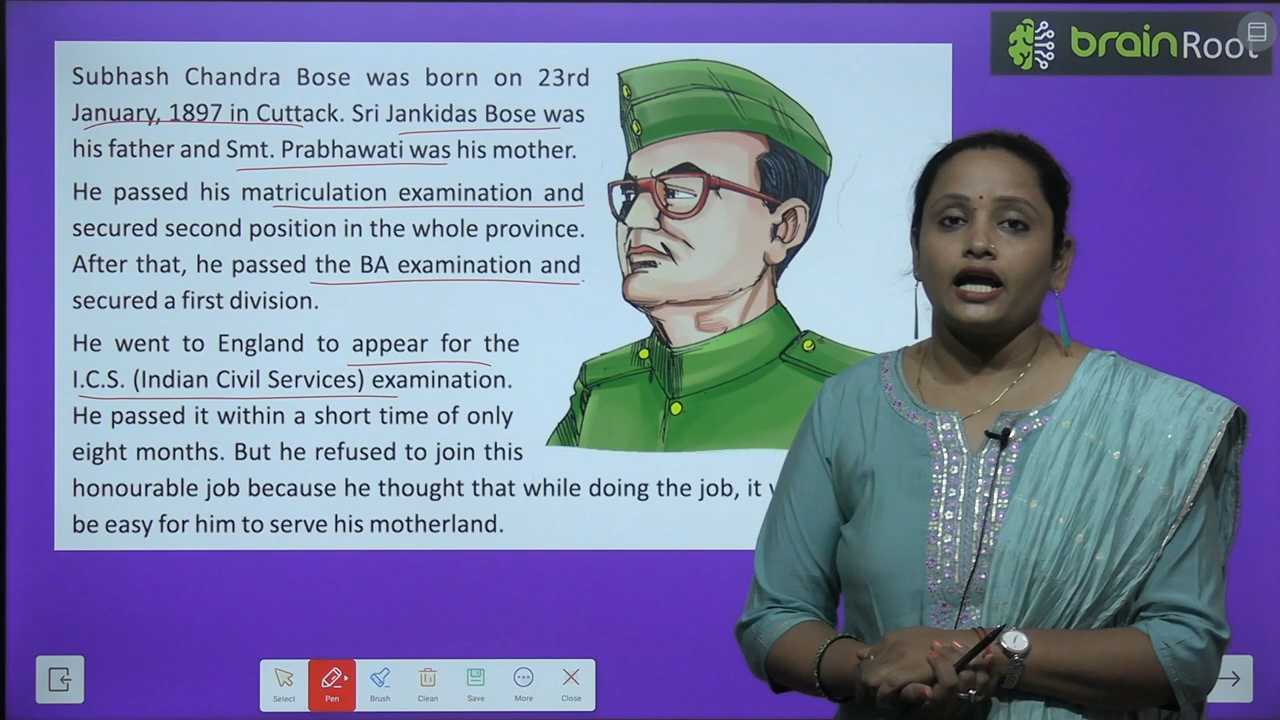 brainRoot
Subhash Chandra Bose was born on 23rd
January, 1897 in Cuttack. Sri Jankidas Bose was
his father and Smt. Prabhawati was his mother.
He passed his matriculation examination and
secured second position in the whole province.
After that, he passed the BA examination and
secured a first division.
He went to England to appear for the
I.C.S. (Indian Civil Services) examination.
He passed it within a short time of only
eight months. But he refused to join this
honourable job because he thought that while doing the job, it
be easy for him to serve his motherland.
Select Pen Brush Clean Save More Close